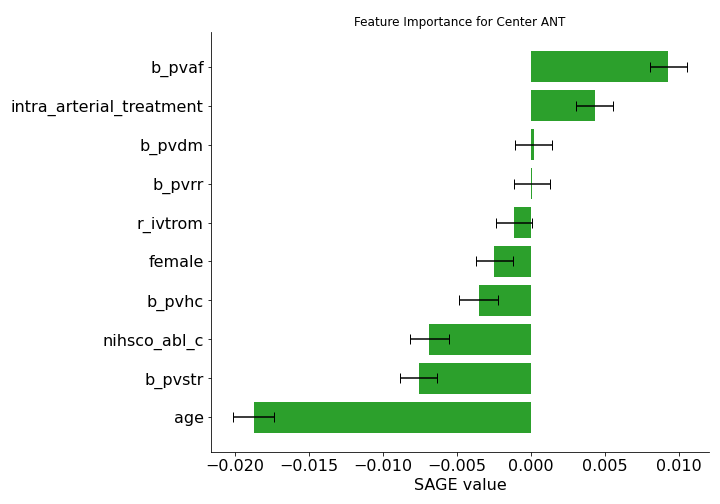 Feature Importance for Center ANT
b_pvaf
intra_arterial_treatment
b_pvdm
b_pvrr
r_ivtrom
female
b_pvhc
nihsco_abl_c
b_pvstr
age
−0.020 −0.015 −0.010 −0.005 0.000 0.005 0.010
SAGE value